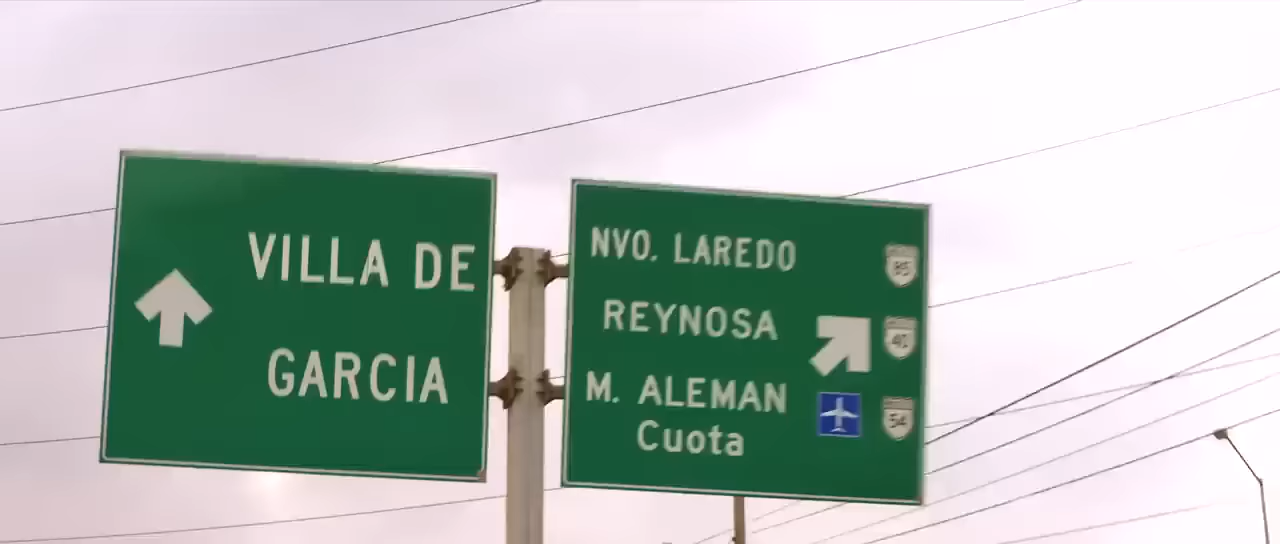 VILLA DE
GARCIA
NVO. LAREDO
85
REYNOSA
40
M. ALEMAN
54
Cuota